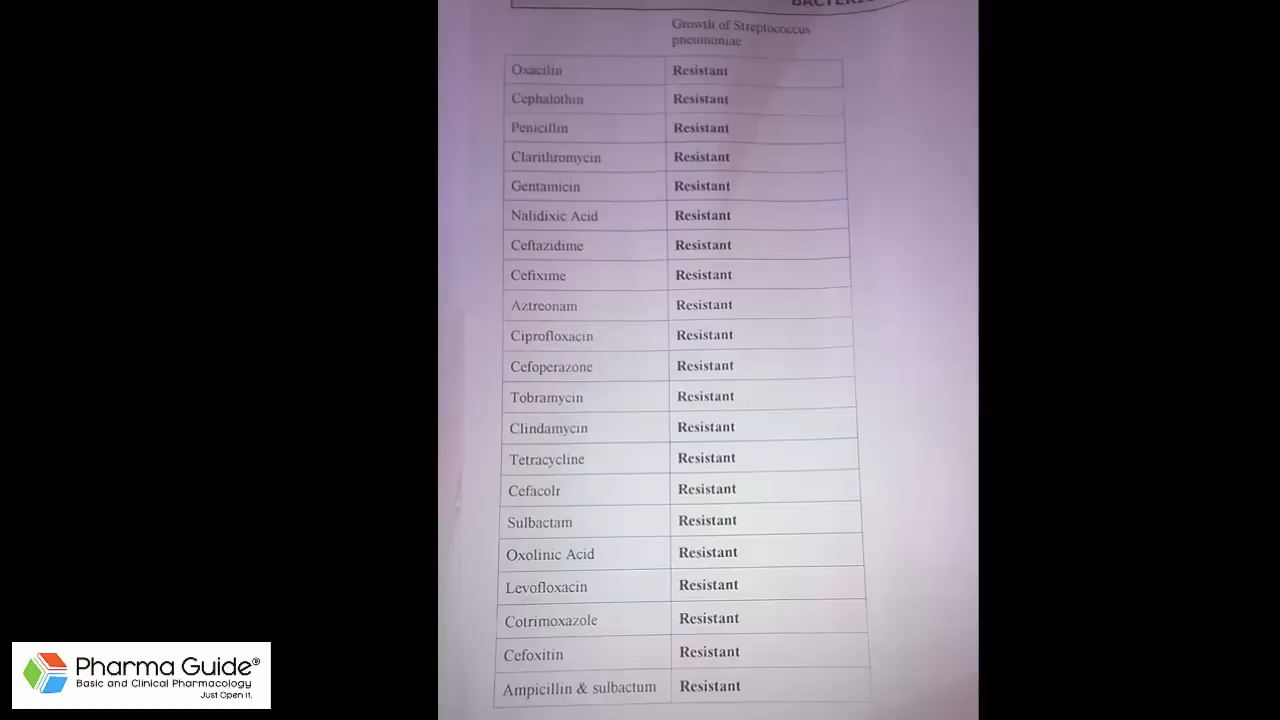 Growth of Streptococcus
pneumoniae
Oxacilin Resistant
Cephalothin Resistant
Penicillin Resistant
Clarithromycin Resistant
Gentamicin Resistant
Nalidixic Acid Resistant
Ceftazidime Resistant
Cefixime Resistant
Aztreonam Resistant
Ciprofloxacin Resistant
Cefoperazone Resistant
Tobramycin Resistant
Clindamycin Resistant
Tetracycline Resistant
Cefacolr Resistant
Sulbactam Resistant
Oxolinic Acid Resistant
Levofloxacin Resistant
Cotrimoxazole Resistant
Cefoxitin Resistant
Ampicillin & sulbactum Resistant
Pharma Guide®
Basic and Clinical Pharmacology
Just Open it.